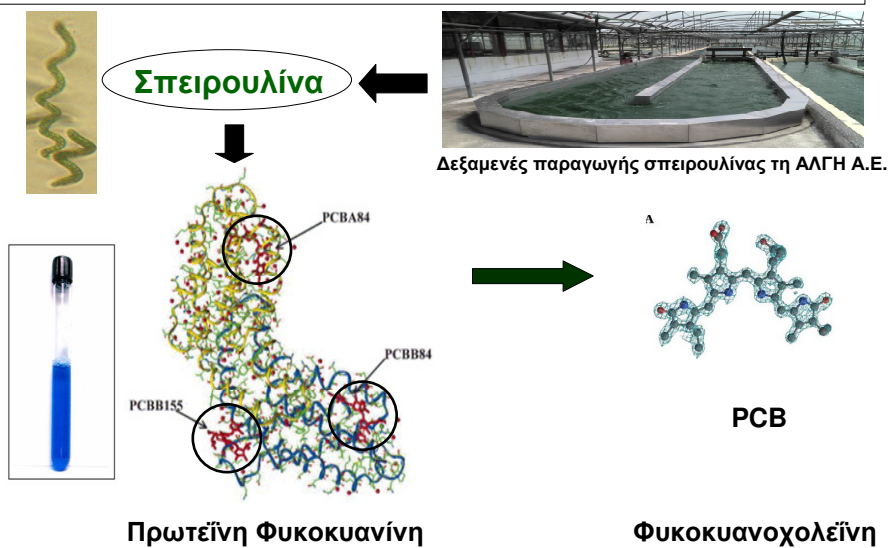 Σπειρουλίνα
Δεξαμενές παραγωγής σπειρουλίνας τη ΑΛΓΗ Α.Ε.
PCBA84
A
PCBB84
PCBB155
PCB
Πρωτεΐνη Φυκοκυανίνη
Φυκοκυανοχολεΐνη